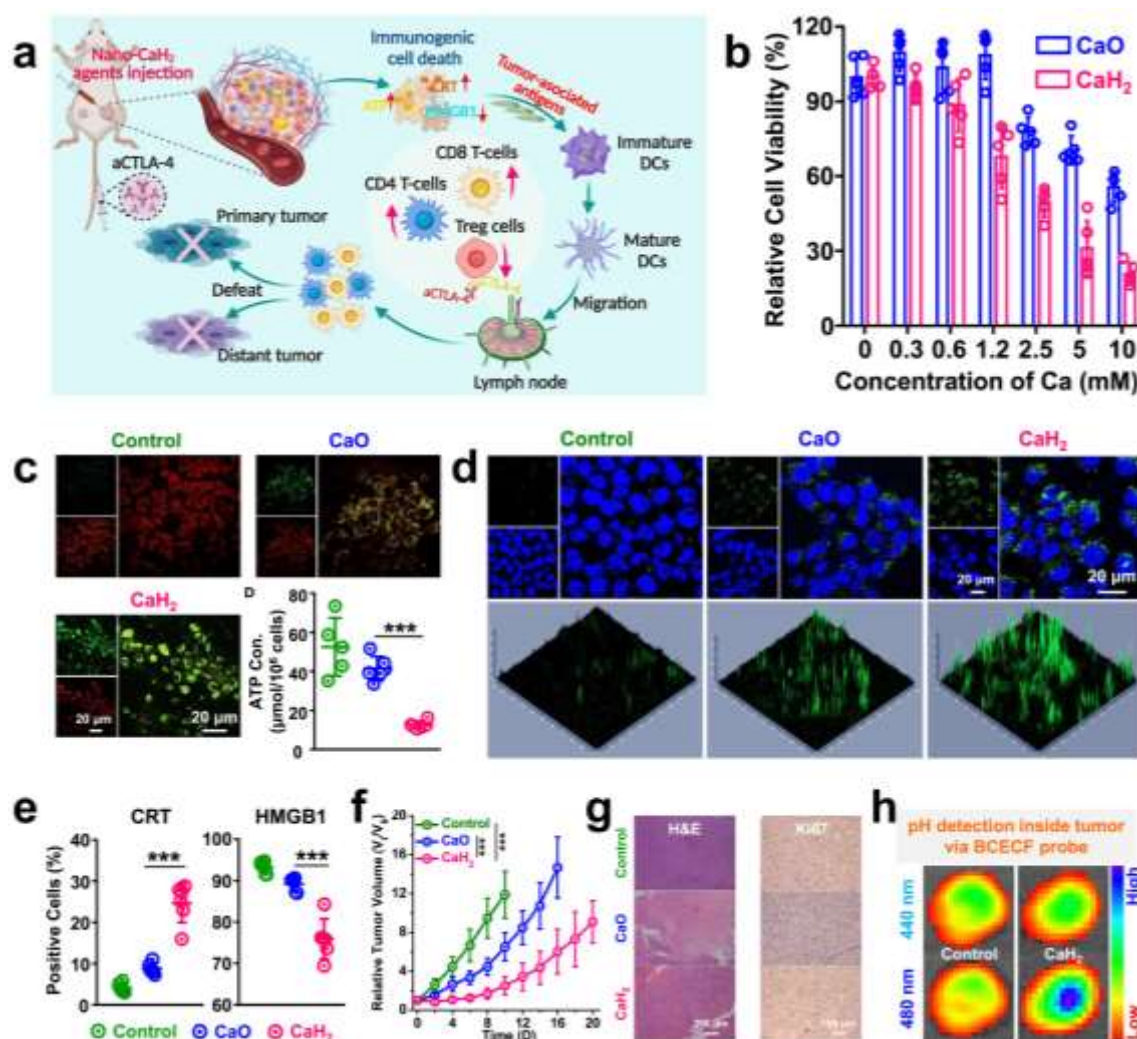 a
Nano-CaH₂
agents injection
aCTLA-4
Immunogenic
cell death
CRT
ATP
HMGB1
Tumor-asociated
antigens
Immature
DCs
Mature
DCs
Migration
CD8 T-cells
CD4 T-cells
Treg cells
aCTLA-4
Lymph node
Primary tumor
Defeat
Distant tumor
b
Relative Cell Viability (%)
120
90
60
30
0
CaO
CaH₂
0 0.3 0.6 1.2 2.5 5 10
Concentration of Ca (mM)
c
Control
CaO
CaH₂
20 µm
20 µm
D
ATP Con.
(µmol/10⁶ cells)
80
60
40
20
0
***
d
Control
CaO
CaH₂
20 µm
20 µm
e
CRT
HMGB1
Positive Cells (%)
40
30
20
10
0
***
100
90
80
70
60
***
Control CaO CaH₂
f
Relative Tumor Volume (V/V₀)
20
16
12
8
4
0
Control
CaO
CaH₂
***
***
0 4 8 12 16 20
Time (D)
g
H&E
Ki67
Control
CaO
CaH₂
h
pH detection inside tumor
via BCECF probe
440 nm
480 nm
Control
CaH₂
High
Low